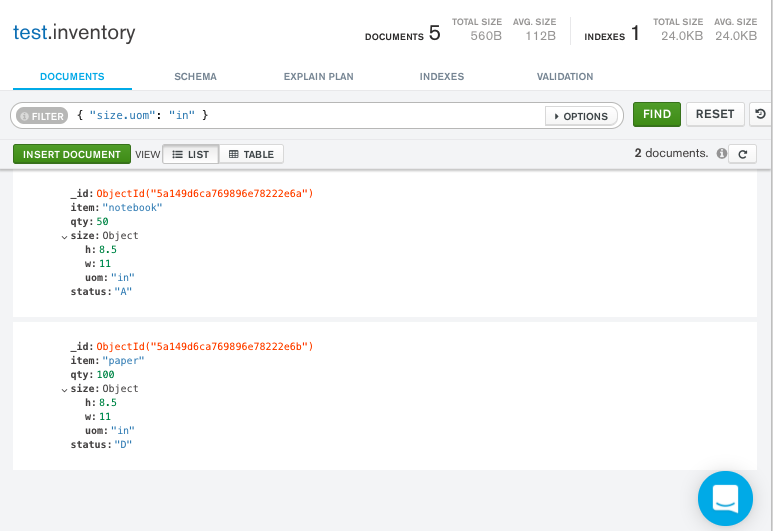 test.inventory
DOCUMENTS 5 TOTAL SIZE 560B AVG. SIZE 112B INDEXES 1 TOTAL SIZE 24.0KB AVG. SIZE 24.0KB
DOCUMENTS SCHEMA EXPLAIN PLAN INDEXES VALIDATION
FILTER { "size.uom": "in" } OPTIONS FIND RESET
INSERT DOCUMENT VIEW LIST TABLE 2 documents.
_id: ObjectId("5a149d6ca769896e78222e6a")
item: "notebook"
qty: 50
size: Object
h: 8.5
w: 11
uom: "in"
status: "A"
_id: ObjectId("5a149d6ca769896e78222e6b")
item: "paper"
qty: 100
size: Object
h: 8.5
w: 11
uom: "in"
status: "D"